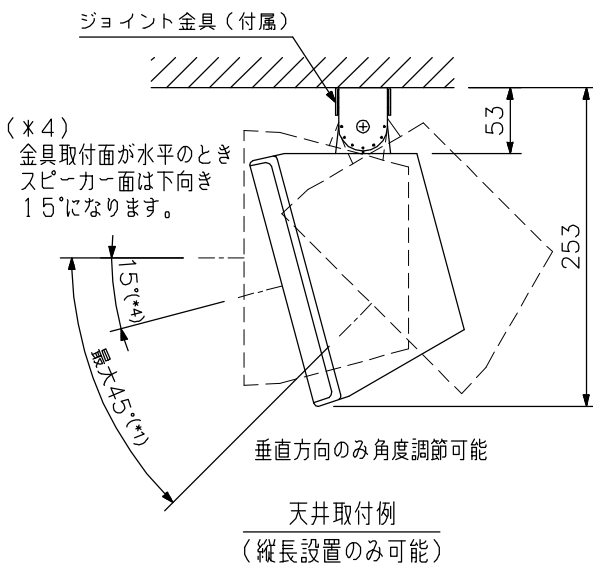 ジョイント金具（付属）
53
253
（＊4）
金具取付面が水平のとき
スピーカー面は下向き
15°になります。
15°(*4)
最大45°(*1)
垂直方向のみ角度調節可能
天井取付例
（縦長設置のみ可能）